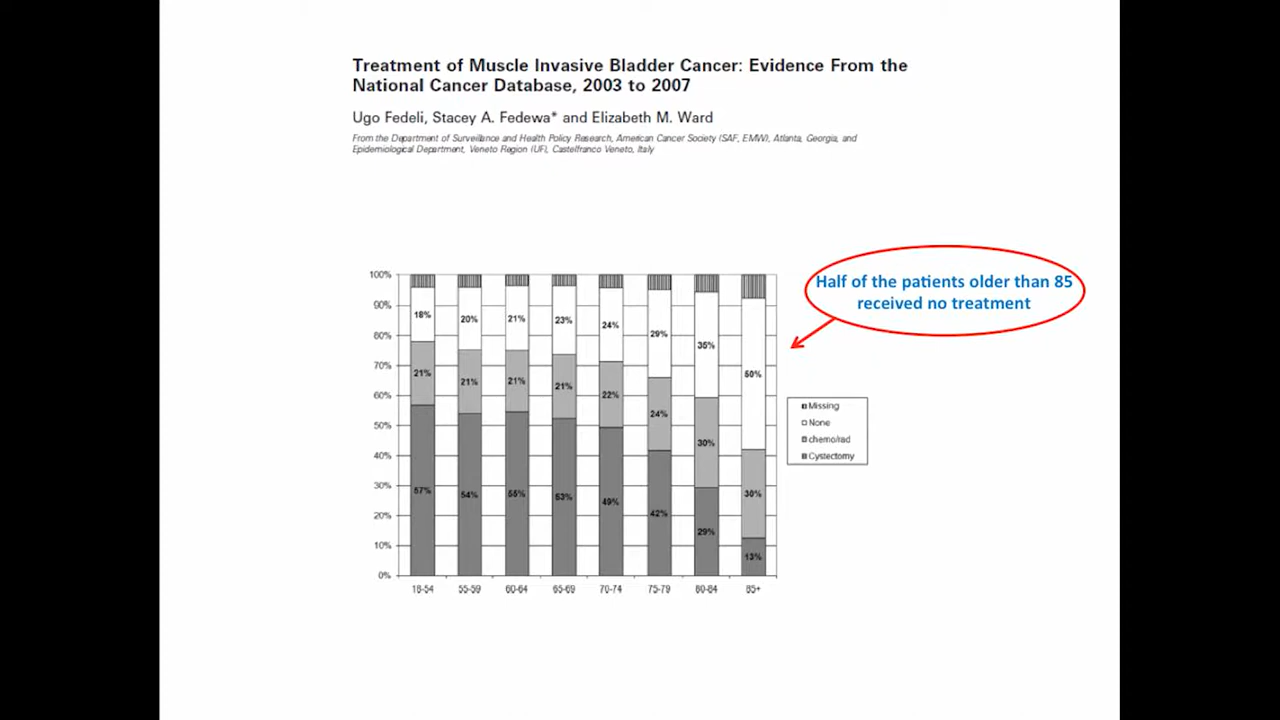 Treatment of Muscle Invasive Bladder Cancer: Evidence From the
National Cancer Database, 2003 to 2007
Ugo Fedeli, Stacey A. Fedewa* and Elizabeth M. Ward
From the Department of Surveillance and Health Policy Research, American Cancer Society (SAF, EMW), Atlanta, Georgia, and
Epidemiological Department, Veneto Region (UF), Castelfranco Veneto, Italy
Half of the patients older than 85
received no treatment
100%
90%
80%
70%
60%
50%
40%
30%
20%
10%
0%
18% 20% 21% 23% 24% 29% 35% 50%
21% 21% 21% 21% 22% 24% 30% 30%
57% 54% 55% 53% 49% 42% 29% 13%
18-54 55-59 60-64 65-69 70-74 75-79 80-84 85+
Missing
None
chemo/rad
Cystectomy